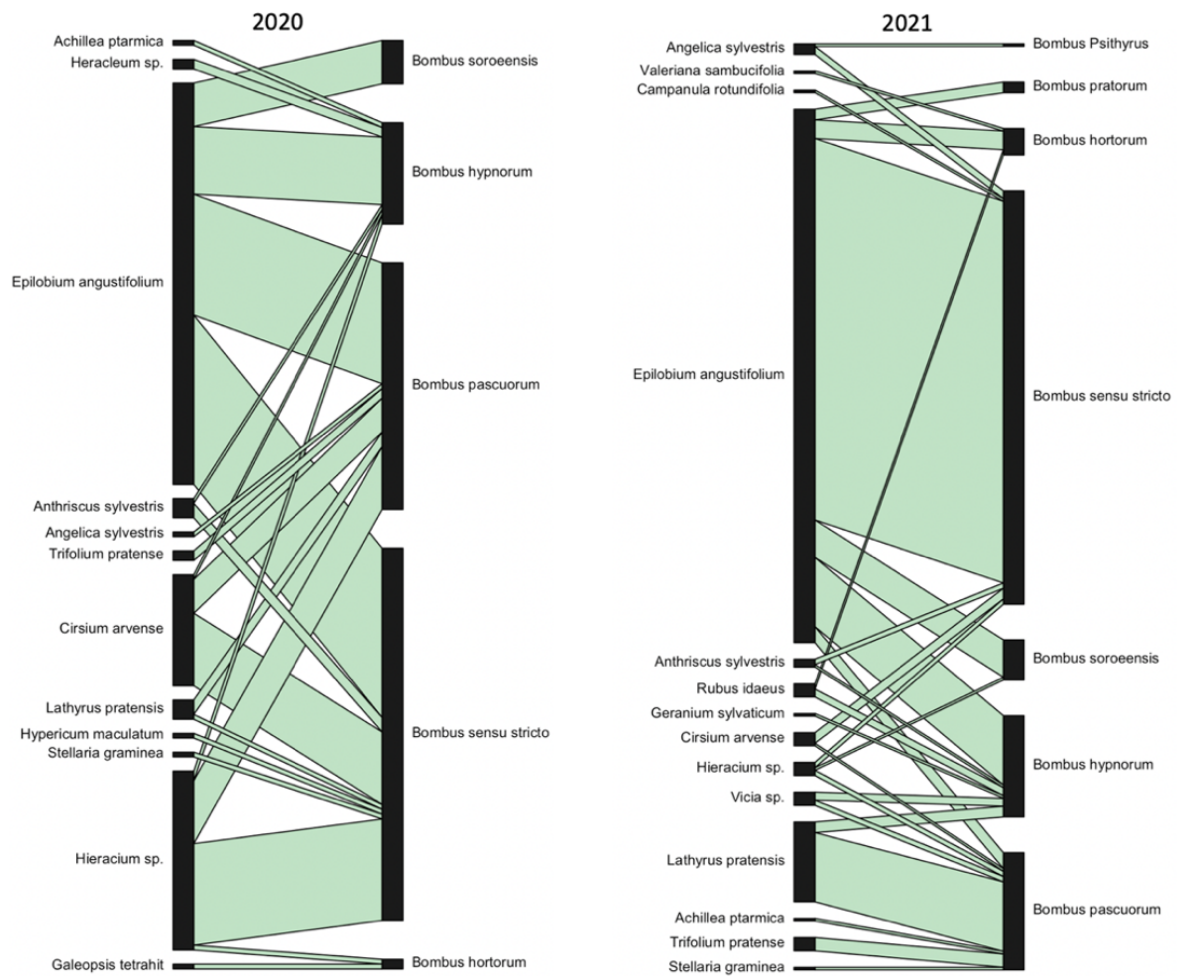 2020
Achillea ptarmica
Heracleum sp.
Epilobium angustifolium
Anthriscus sylvestris
Angelica sylvestris
Trifolium pratense
Cirsium arvense
Lathyrus pratensis
Hypericum maculatum
Stellaria graminea
Hieracium sp.
Galeopsis tetrahit
Bombus soroeensis
Bombus hypnorum
Bombus pascuorum
Bombus sensu stricto
Bombus hortorum
2021
Angelica sylvestris
Valeriana sambucifolia
Campanula rotundifolia
Epilobium angustifolium
Anthriscus sylvestris
Rubus idaeus
Geranium sylvaticum
Cirsium arvense
Hieracium sp.
Vicia sp.
Lathyrus pratensis
Achillea ptarmica
Trifolium pratense
Stellaria graminea
Bombus Psithyrus
Bombus pratorum
Bombus hortorum
Bombus sensu stricto
Bombus soroeensis
Bombus hypnorum
Bombus pascuorum